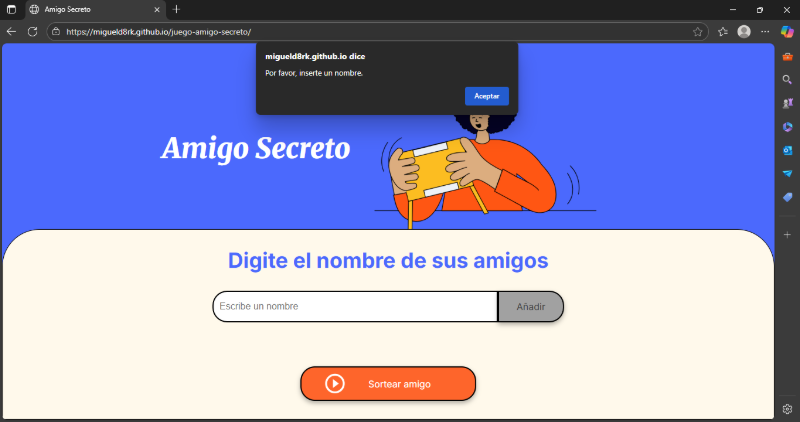 Amigo Secreto
https://migueld8rk.github.io/juego-amigo-secreto/
migueld8rk.github.io dice
Por favor, inserte un nombre.
Aceptar
Amigo Secreto
Digite el nombre de sus amigos
Escribe un nombre
Añadir
Sortear amigo